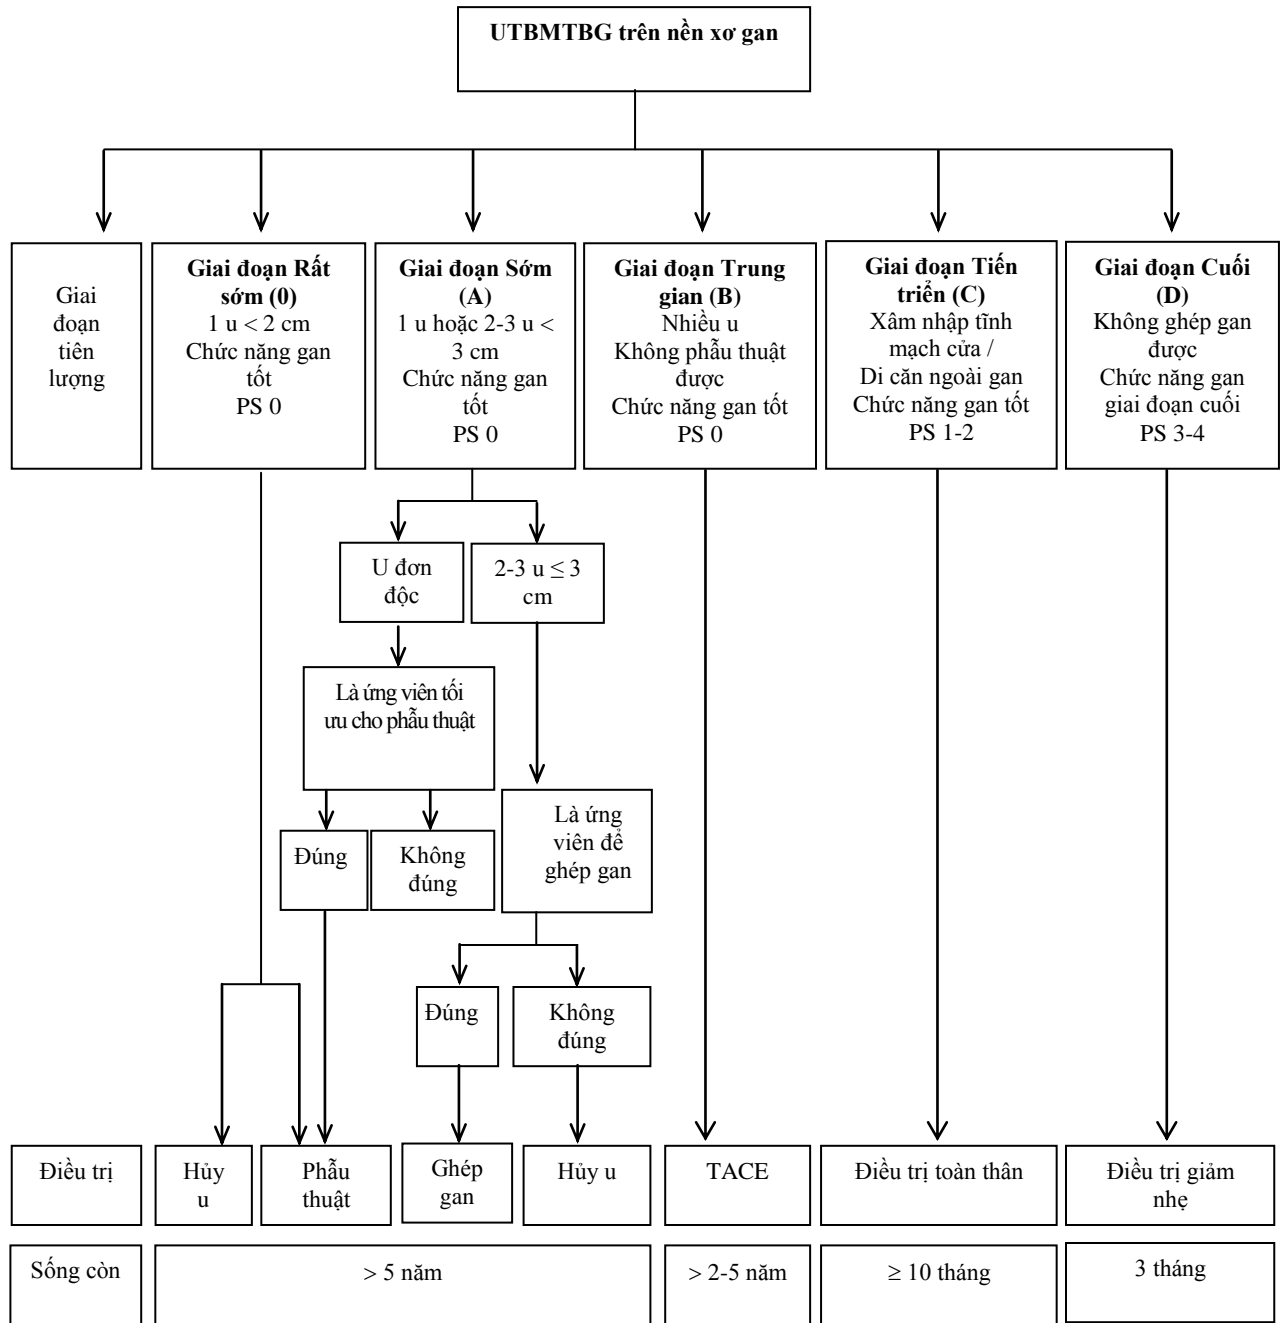 UTBMTBG trên nền xơ gan
Giai
đoạn
tiên
lượng
Giai đoạn Rất
sớm (0)
1 u < 2 cm
Chức năng gan
tốt
PS 0
Giai đoạn Sớm
(A)
1 u hoặc 2-3 u <
3 cm
Chức năng gan
tốt
PS 0
Giai đoạn Trung
gian (B)
Nhiều u
Không phẫu thuật
được
Chức năng gan tốt
PS 0
Giai đoạn Tiến
triển (C)
Xâm nhập tĩnh
mạch cửa /
Di căn ngoài gan
Chức năng gan tốt
PS 1-2
Giai đoạn Cuối
(D)
Không ghép gan
được
Chức năng gan
giai đoạn cuối
PS 3-4
U đơn
độc
2-3 u ≤ 3
cm
Là ứng viên tối
ưu cho phẫu thuật
Đúng
Không
đúng
Là ứng
viên để
ghép gan
Đúng
Không
đúng
Điều trị
Hủy
u
Phẫu
thuật
Ghép
gan
Hủy u
TACE
Điều trị toàn thân
Điều trị giảm
nhẹ
Sống còn
> 5 năm
> 2-5 năm
≥ 10 tháng
3 tháng